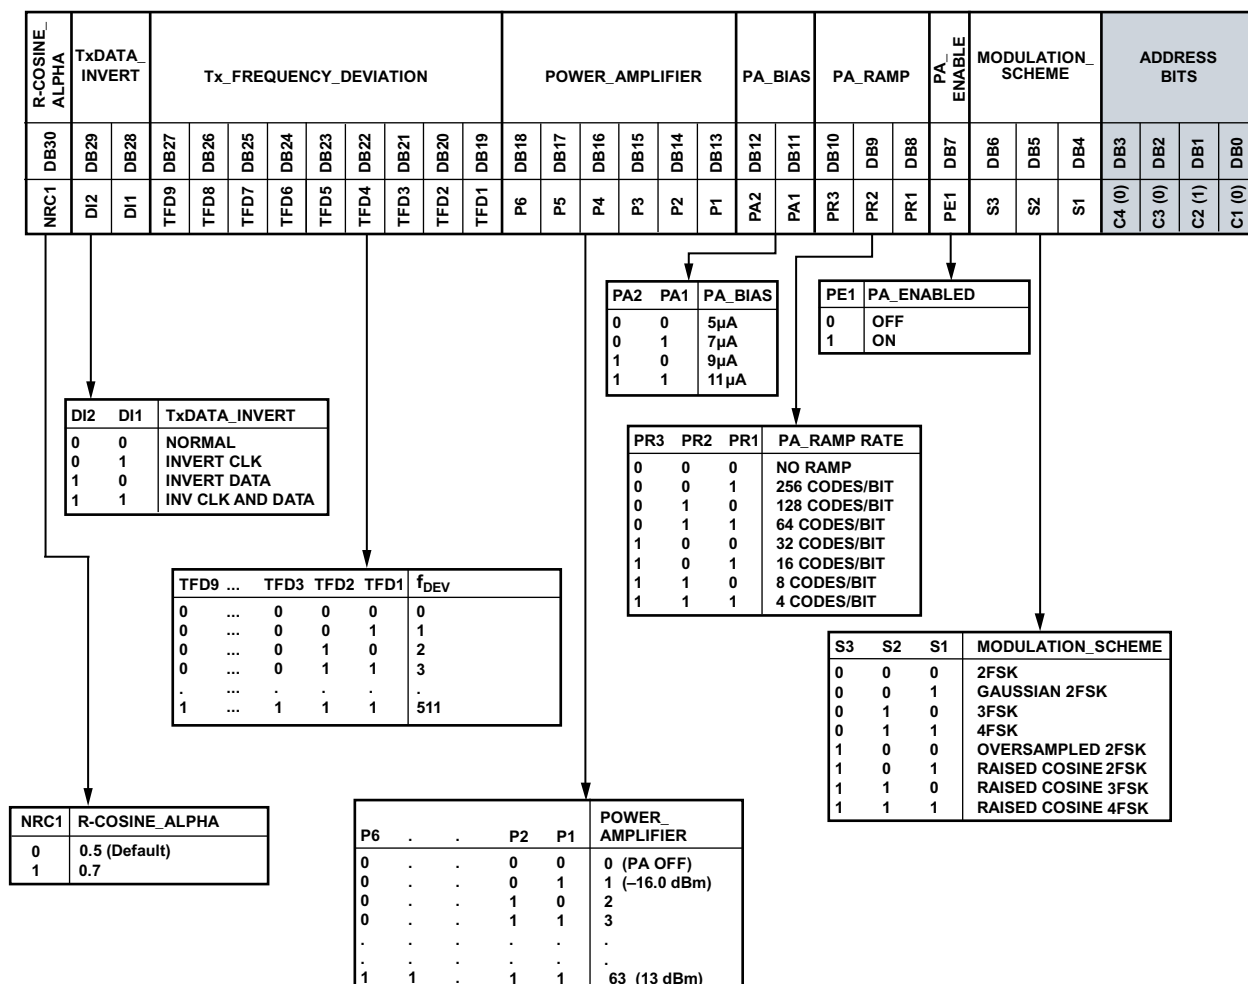 R-COSINE_ALPHA TxDATA_INVERT Tx_FREQUENCY_DEVIATION POWER_AMPLIFIER PA_BIAS PA_RAMP PA_ENABLE MODULATION_SCHEME ADDRESS BITS
DB30 DB29 DB28 DB27 DB26 DB25 DB24 DB23 DB22 DB21 DB20 DB19 DB18 DB17 DB16 DB15 DB14 DB13 DB12 DB11 DB10 DB9 DB8 DB7 DB6 DB5 DB4 DB3 DB2 DB1 DB0
NRC1 DI2 DI1 TFD9 TFD8 TFD7 TFD6 TFD5 TFD4 TFD3 TFD2 TFD1 P6 P5 P4 P3 P2 P1 PA2 PA1 PR3 PR2 PR1 PE1 S3 S2 S1 C4 (0) C3 (0) C2 (1) C1 (0)
PA2 PA1 PA_BIAS
0 0 5µA
0 1 7µA
1 0 9µA
1 1 11µA
PE1 PA_ENABLED
0 OFF
1 ON
DI2 DI1 TxDATA_INVERT
0 0 NORMAL
0 1 INVERT CLK
1 0 INVERT DATA
1 1 INV CLK AND DATA
PR3 PR2 PR1 PA_RAMP RATE
0 0 0 NO RAMP
0 0 1 256 CODES/BIT
0 1 0 128 CODES/BIT
0 1 1 64 CODES/BIT
1 0 0 32 CODES/BIT
1 0 1 16 CODES/BIT
1 1 0 8 CODES/BIT
1 1 1 4 CODES/BIT
TFD9 ... TFD3 TFD2 TFD1 fDEV
0 ... 0 0 0 0
0 ... 0 0 1 1
0 ... 0 1 0 2
0 ... 0 1 1 3
. ... . . . .
1 ... 1 1 1 511
S3 S2 S1 MODULATION_SCHEME
0 0 0 2FSK
0 0 1 GAUSSIAN 2FSK
0 1 0 3FSK
0 1 1 4FSK
1 0 0 OVERSAMPLED 2FSK
1 0 1 RAISED COSINE 2FSK
1 1 0 RAISED COSINE 3FSK
1 1 1 RAISED COSINE 4FSK
NRC1 R-COSINE_ALPHA
0 0.5 (Default)
1 0.7
P6 . . P2 P1 POWER_AMPLIFIER
0 . . 0 0 0 (PA OFF)
0 . . 0 1 1 (–16.0 dBm)
0 . . 1 0 2
0 . . 1 1 3
. . . . . .
. . . . . .
1 1 . 1 1 63 (13 dBm)